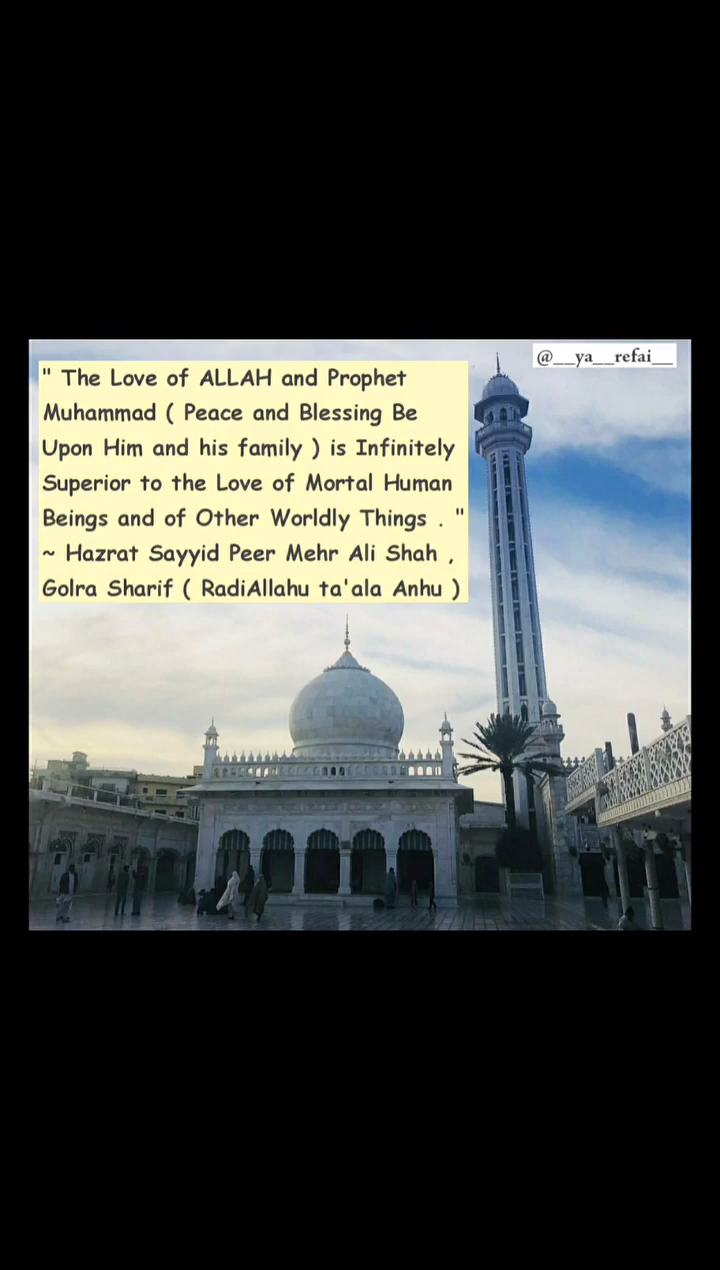 @__ya__refai__
" The Love of ALLAH and Prophet
Muhammad ( Peace and Blessing Be
Upon Him and his family ) is Infinitely
Superior to the Love of Mortal Human
Beings and of Other Worldly Things . "
~ Hazrat Sayyid Peer Mehr Ali Shah ,
Golra Sharif ( RadiAllahu ta'ala Anhu )